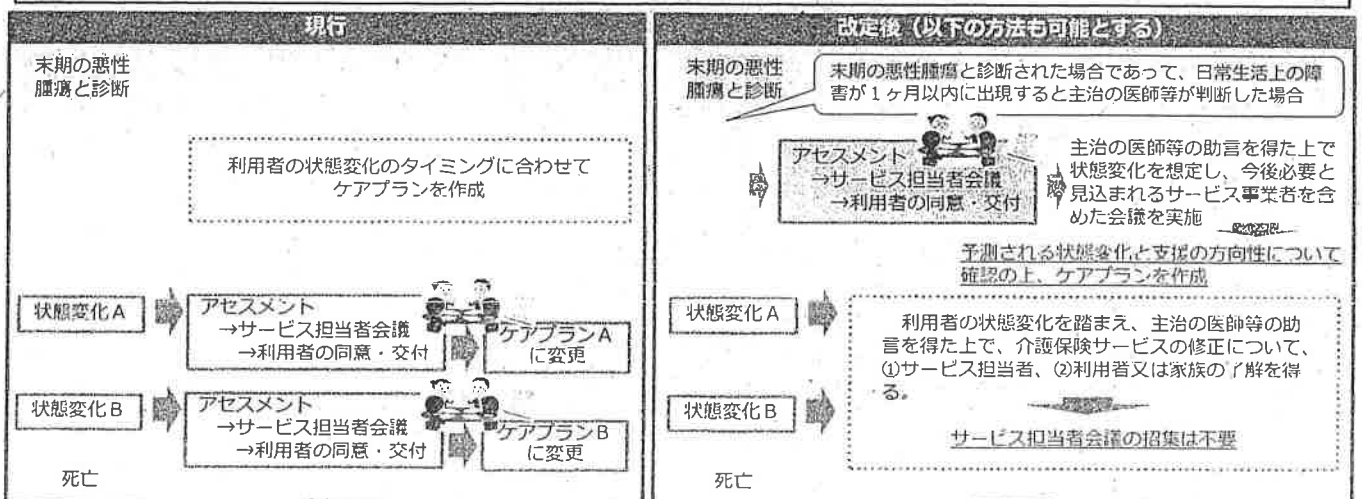 現行
末期の悪性
腫瘍と診断
利用者の状態変化のタイミングに合わせて
ケアプランを作成
状態変化A
アセスメント
→サービス担当者会議
→利用者の同意・交付
ケアプランA
に変更
状態変化B
アセスメント
→サービス担当者会議
→利用者の同意・交付
ケアプランB
に変更
死亡
改定後(以下の方法も可能とする)
末期の悪性
腫瘍と診断
末期の悪性腫瘍と診断された場合であって、日常生活上の障
害が1ヶ月以内に出現すると主治の医師等が判断した場合
アセスメント
→サービス担当者会議
→利用者の同意・交付
主治の医師等の助言を得た上で
状態変化を想定し、今後必要と
見込まれるサービス事業者を含
めた会議を実施
予測される状態変化と支援の方向性について
確認の上、ケアプランを作成
状態変化A
利用者の状態変化を踏まえ、主治の医師等の助
言を得た上で、介護保険サービスの修正について、
①サービス担当者、②利用者又は家族の了解を得
る。
状態変化B
サービス担当者会議の招集は不要
死亡